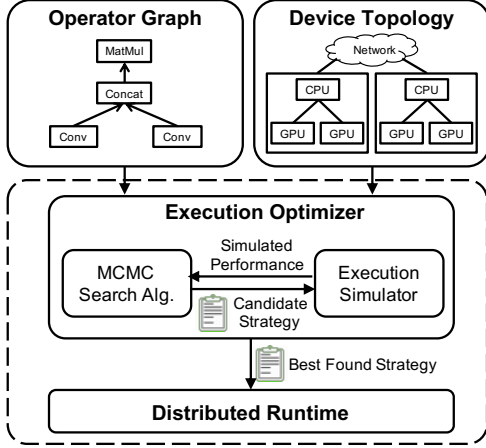 Operator Graph
MatMul
Concat
Conv
Conv
Device Topology
Network
CPU
CPU
GPU
GPU
GPU
GPU
Execution Optimizer
MCMC
Search Alg.
Simulated
Performance
Candidate
Strategy
Execution
Simulator
Best Found Strategy
Distributed Runtime